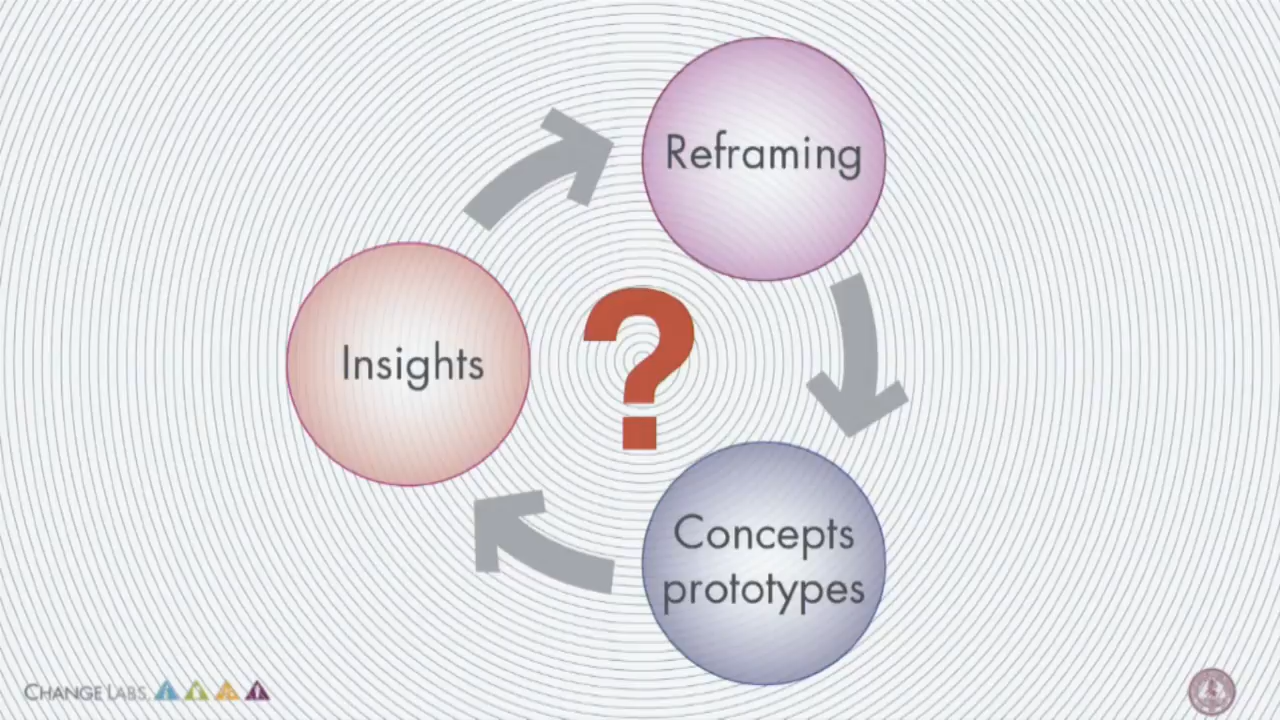 Reframing
Insights
?
Concepts
prototypes
CHANGE LABS